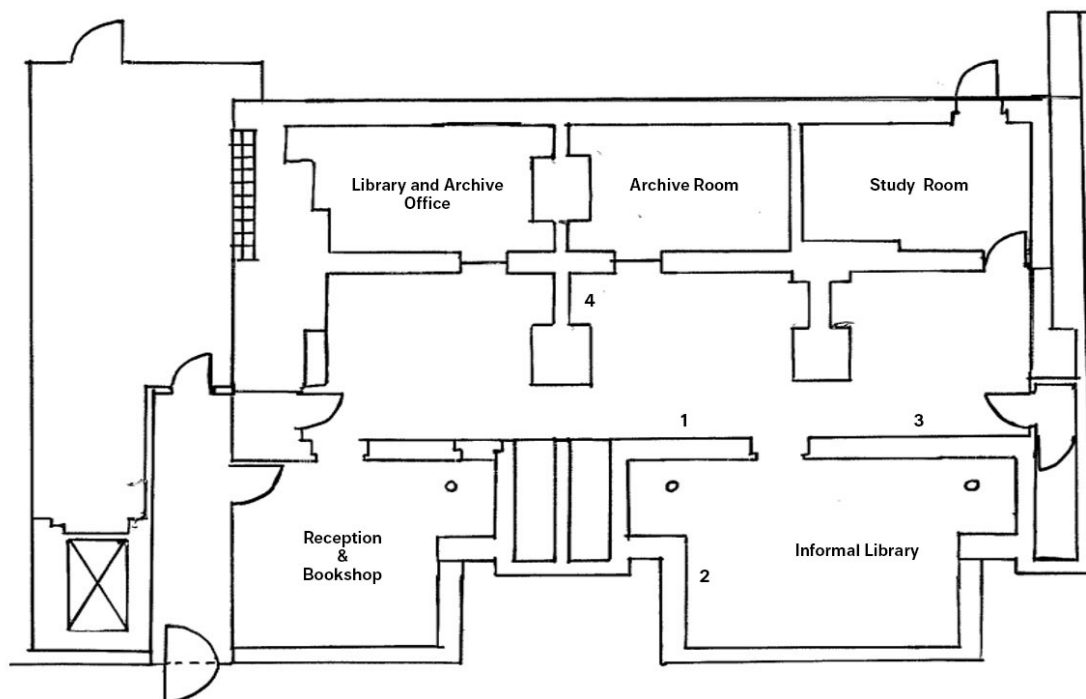 Library and Archive
Office
Archive Room
Study Room
4
1
3
Reception
&
Bookshop
Informal Library
2